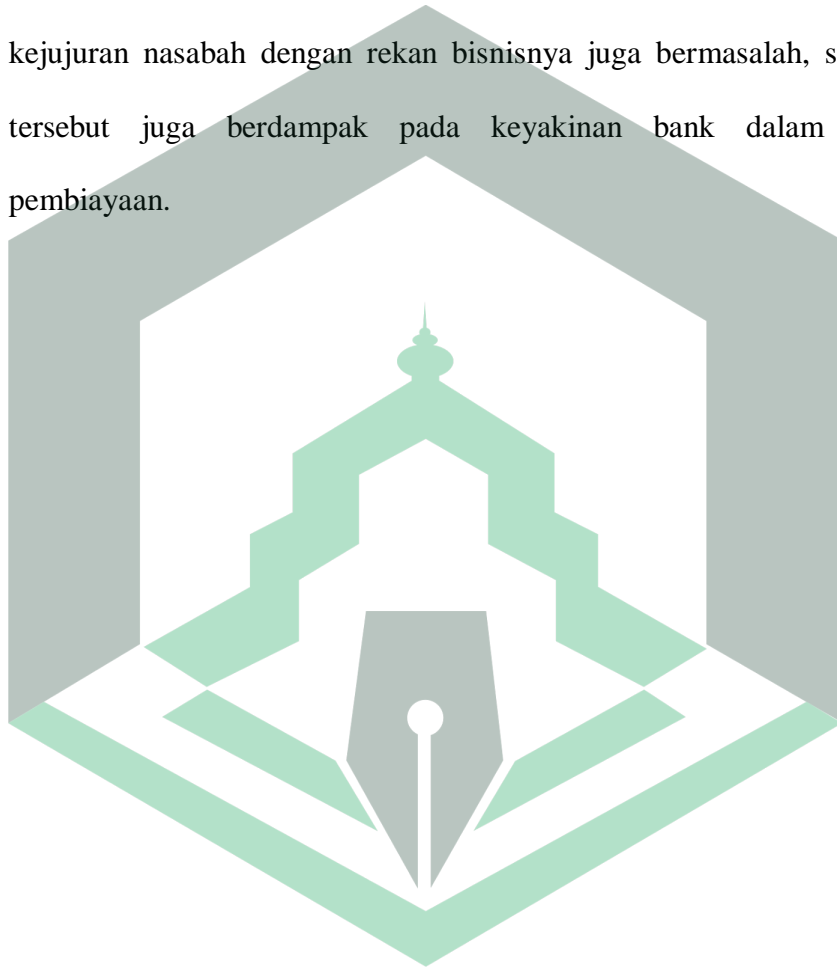 kejujuran nasabah dengan rekan bisnisnya juga bermasalah, s
tersebut juga berdampak pada keyakinan bank dalam
pembiayaan.